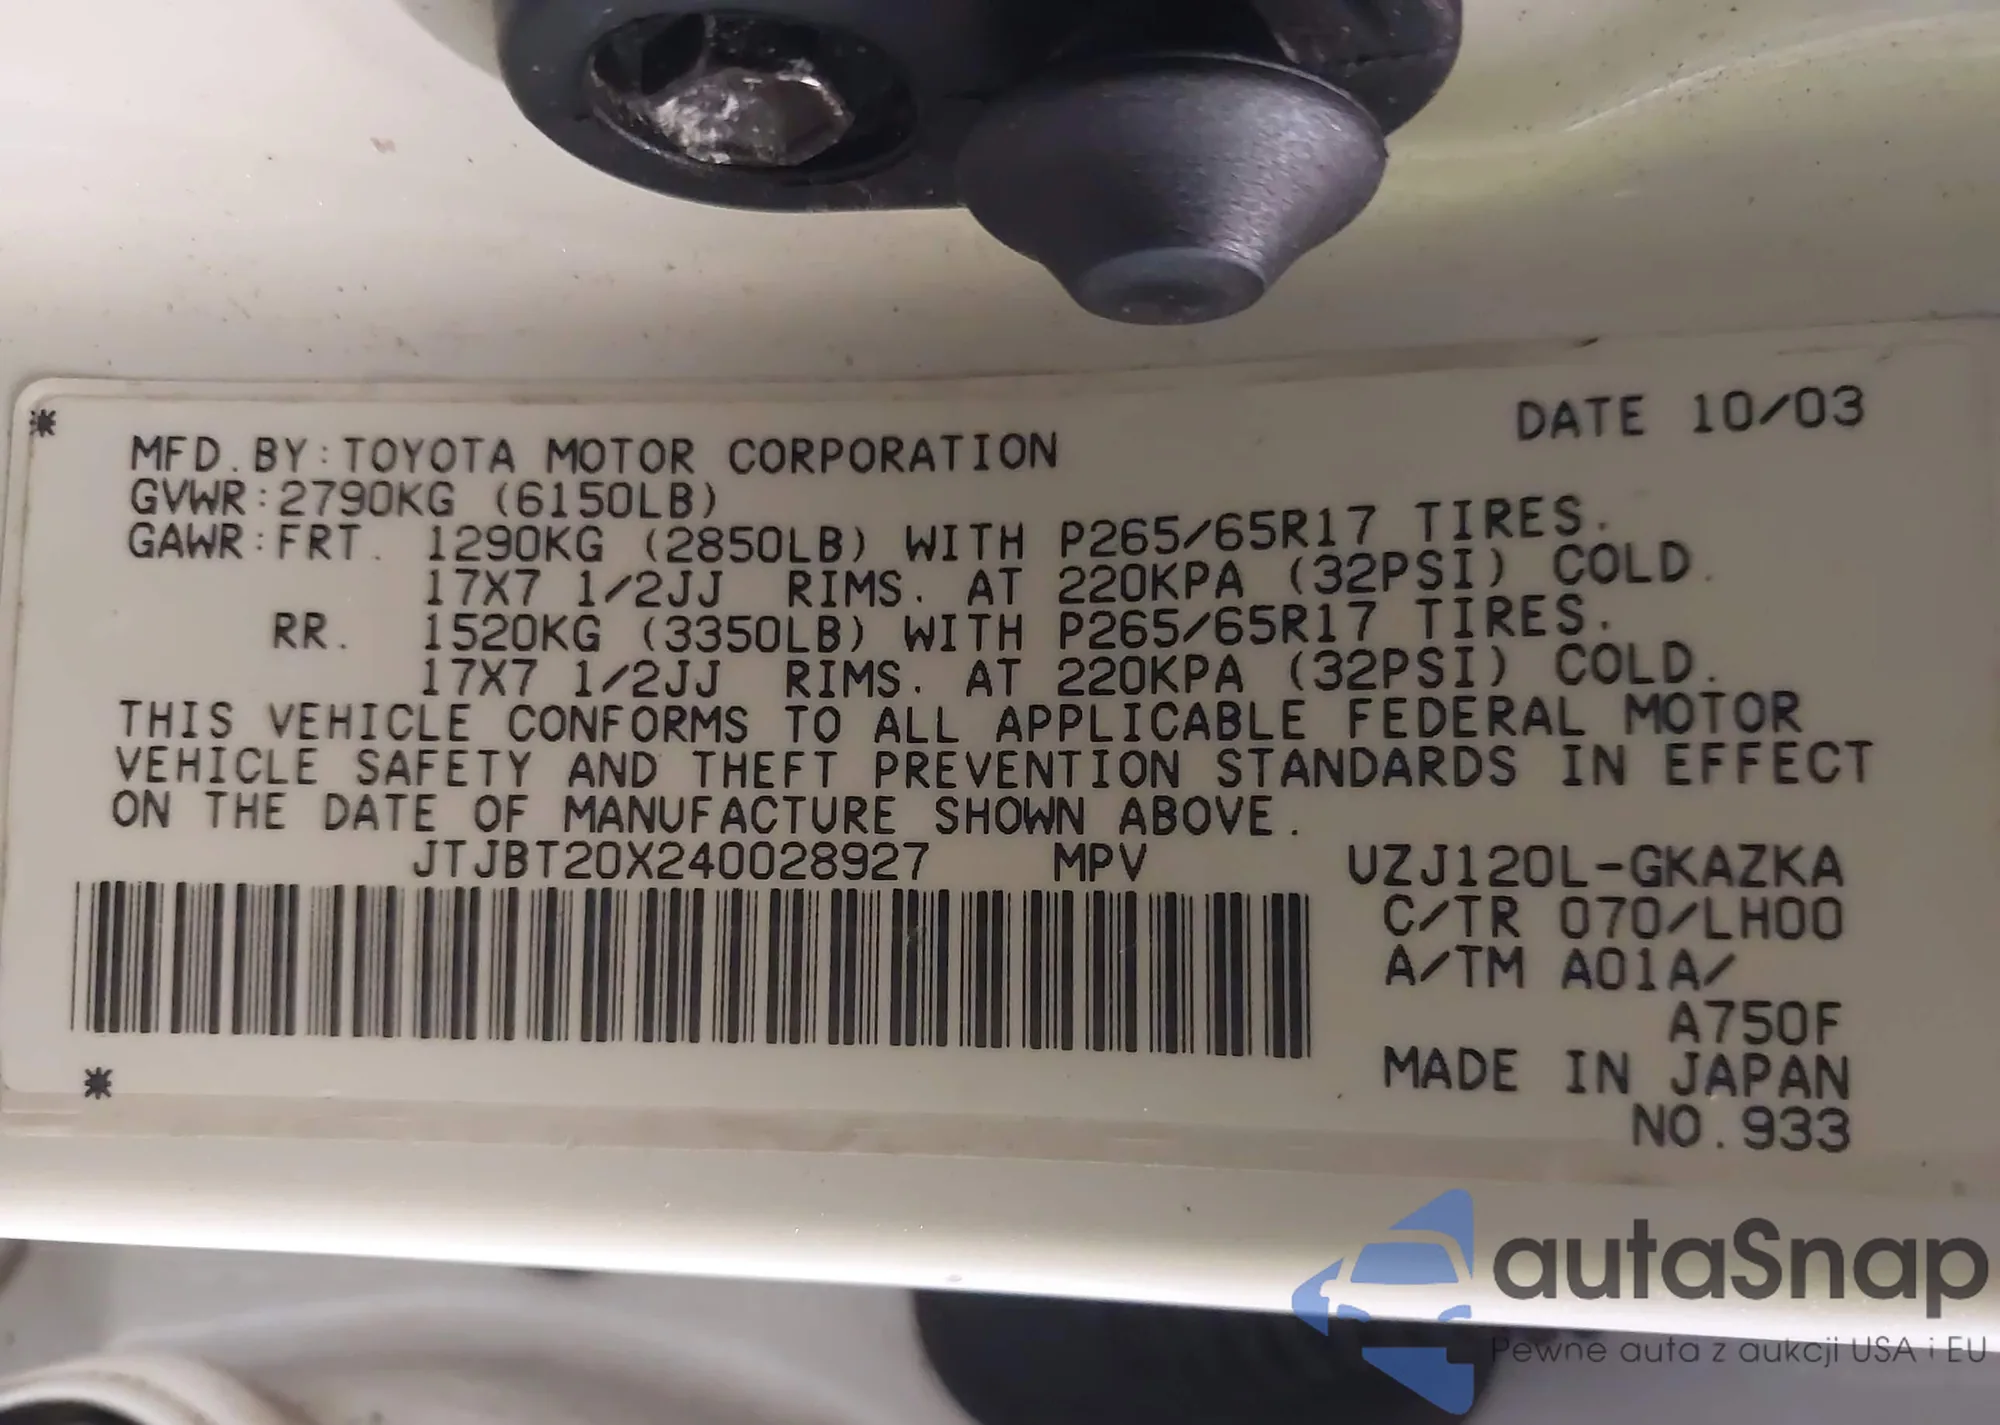 * DATE 10/03
MFD.BY:TOYOTA MOTOR CORPORATION
GVWR:2790KG (6150LB)
GAWR:FRT. 1290KG (2850LB) WITH P265/65R17 TIRES.
17X7 1/2JJ RIMS. AT 220KPA (32PSI) COLD.
RR. 1520KG (3350LB) WITH P265/65R17 TIRES.
17X7 1/2JJ RIMS. AT 220KPA (32PSI) COLD.
THIS VEHICLE CONFORMS TO ALL APPLICABLE FEDERAL MOTOR
VEHICLE SAFETY AND THEFT PREVENTION STANDARDS IN EFFECT
ON THE DATE OF MANUFACTURE SHOWN ABOVE.
JTJBT20X240028927 MPV UZJ120L-GKAZKA
C/TR 070/LH00
A/TM A01A/
A750F
MADE IN JAPAN
* NO.933
autaSnap
Pewne auta z aukcji USA i EU